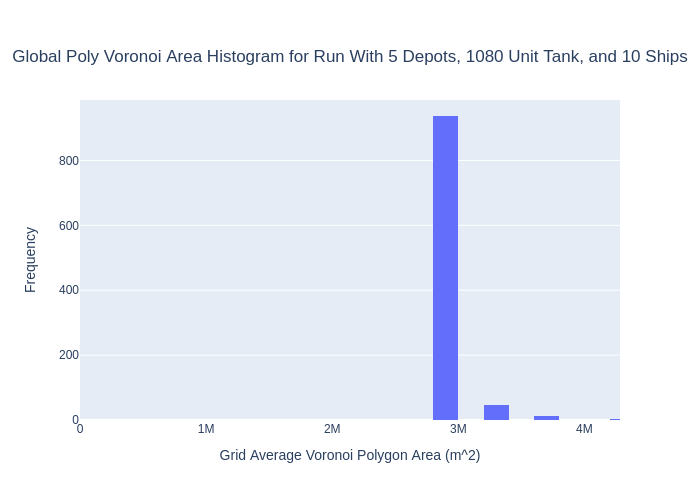 Global Poly Voronoi Area Histogram for Run With 5 Depots, 1080 Unit Tank, and 10 Ships
800
600
400
200
0
Frequency
0 1M 2M 3M 4M
Grid Average Voronoi Polygon Area (m^2)